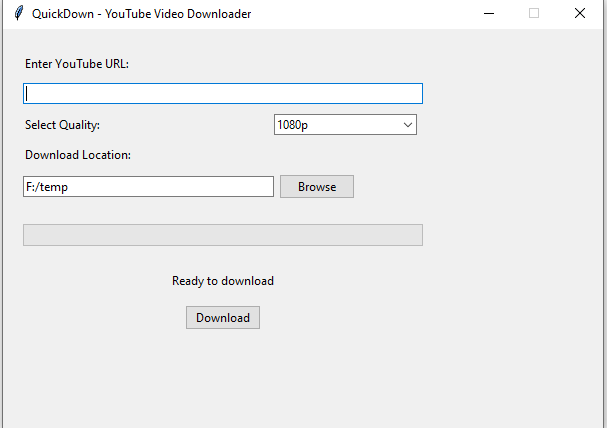 QuickDown - YouTube Video Downloader
Enter YouTube URL:
Select Quality: 1080p
Download Location:
F:/temp Browse
Ready to download
Download